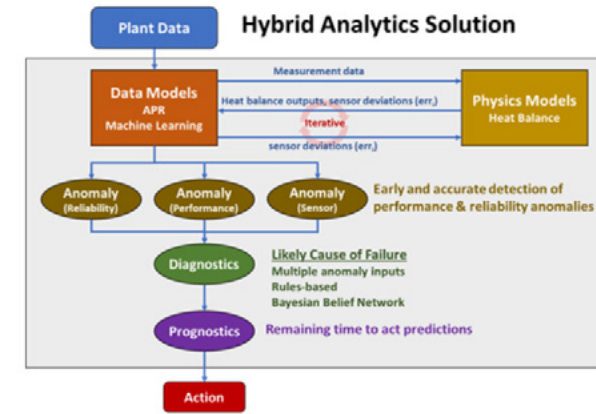 Plant Data
Hybrid Analytics Solution
Data Models
APR
Machine Learning
Measurement data
Heat balance outputs, sensor deviations (errᵢ)
Iterative
sensor deviations (errᵢ)
Physics Models
Heat Balance
Anomaly
(Reliability)
Anomaly
(Performance)
Anomaly
(Sensor)
Early and accurate detection of
performance & reliability anomalies
Diagnostics
Likely Cause of Failure
Multiple anomaly inputs
Rules-based
Bayesian Belief Network
Prognostics
Remaining time to act predictions
Action